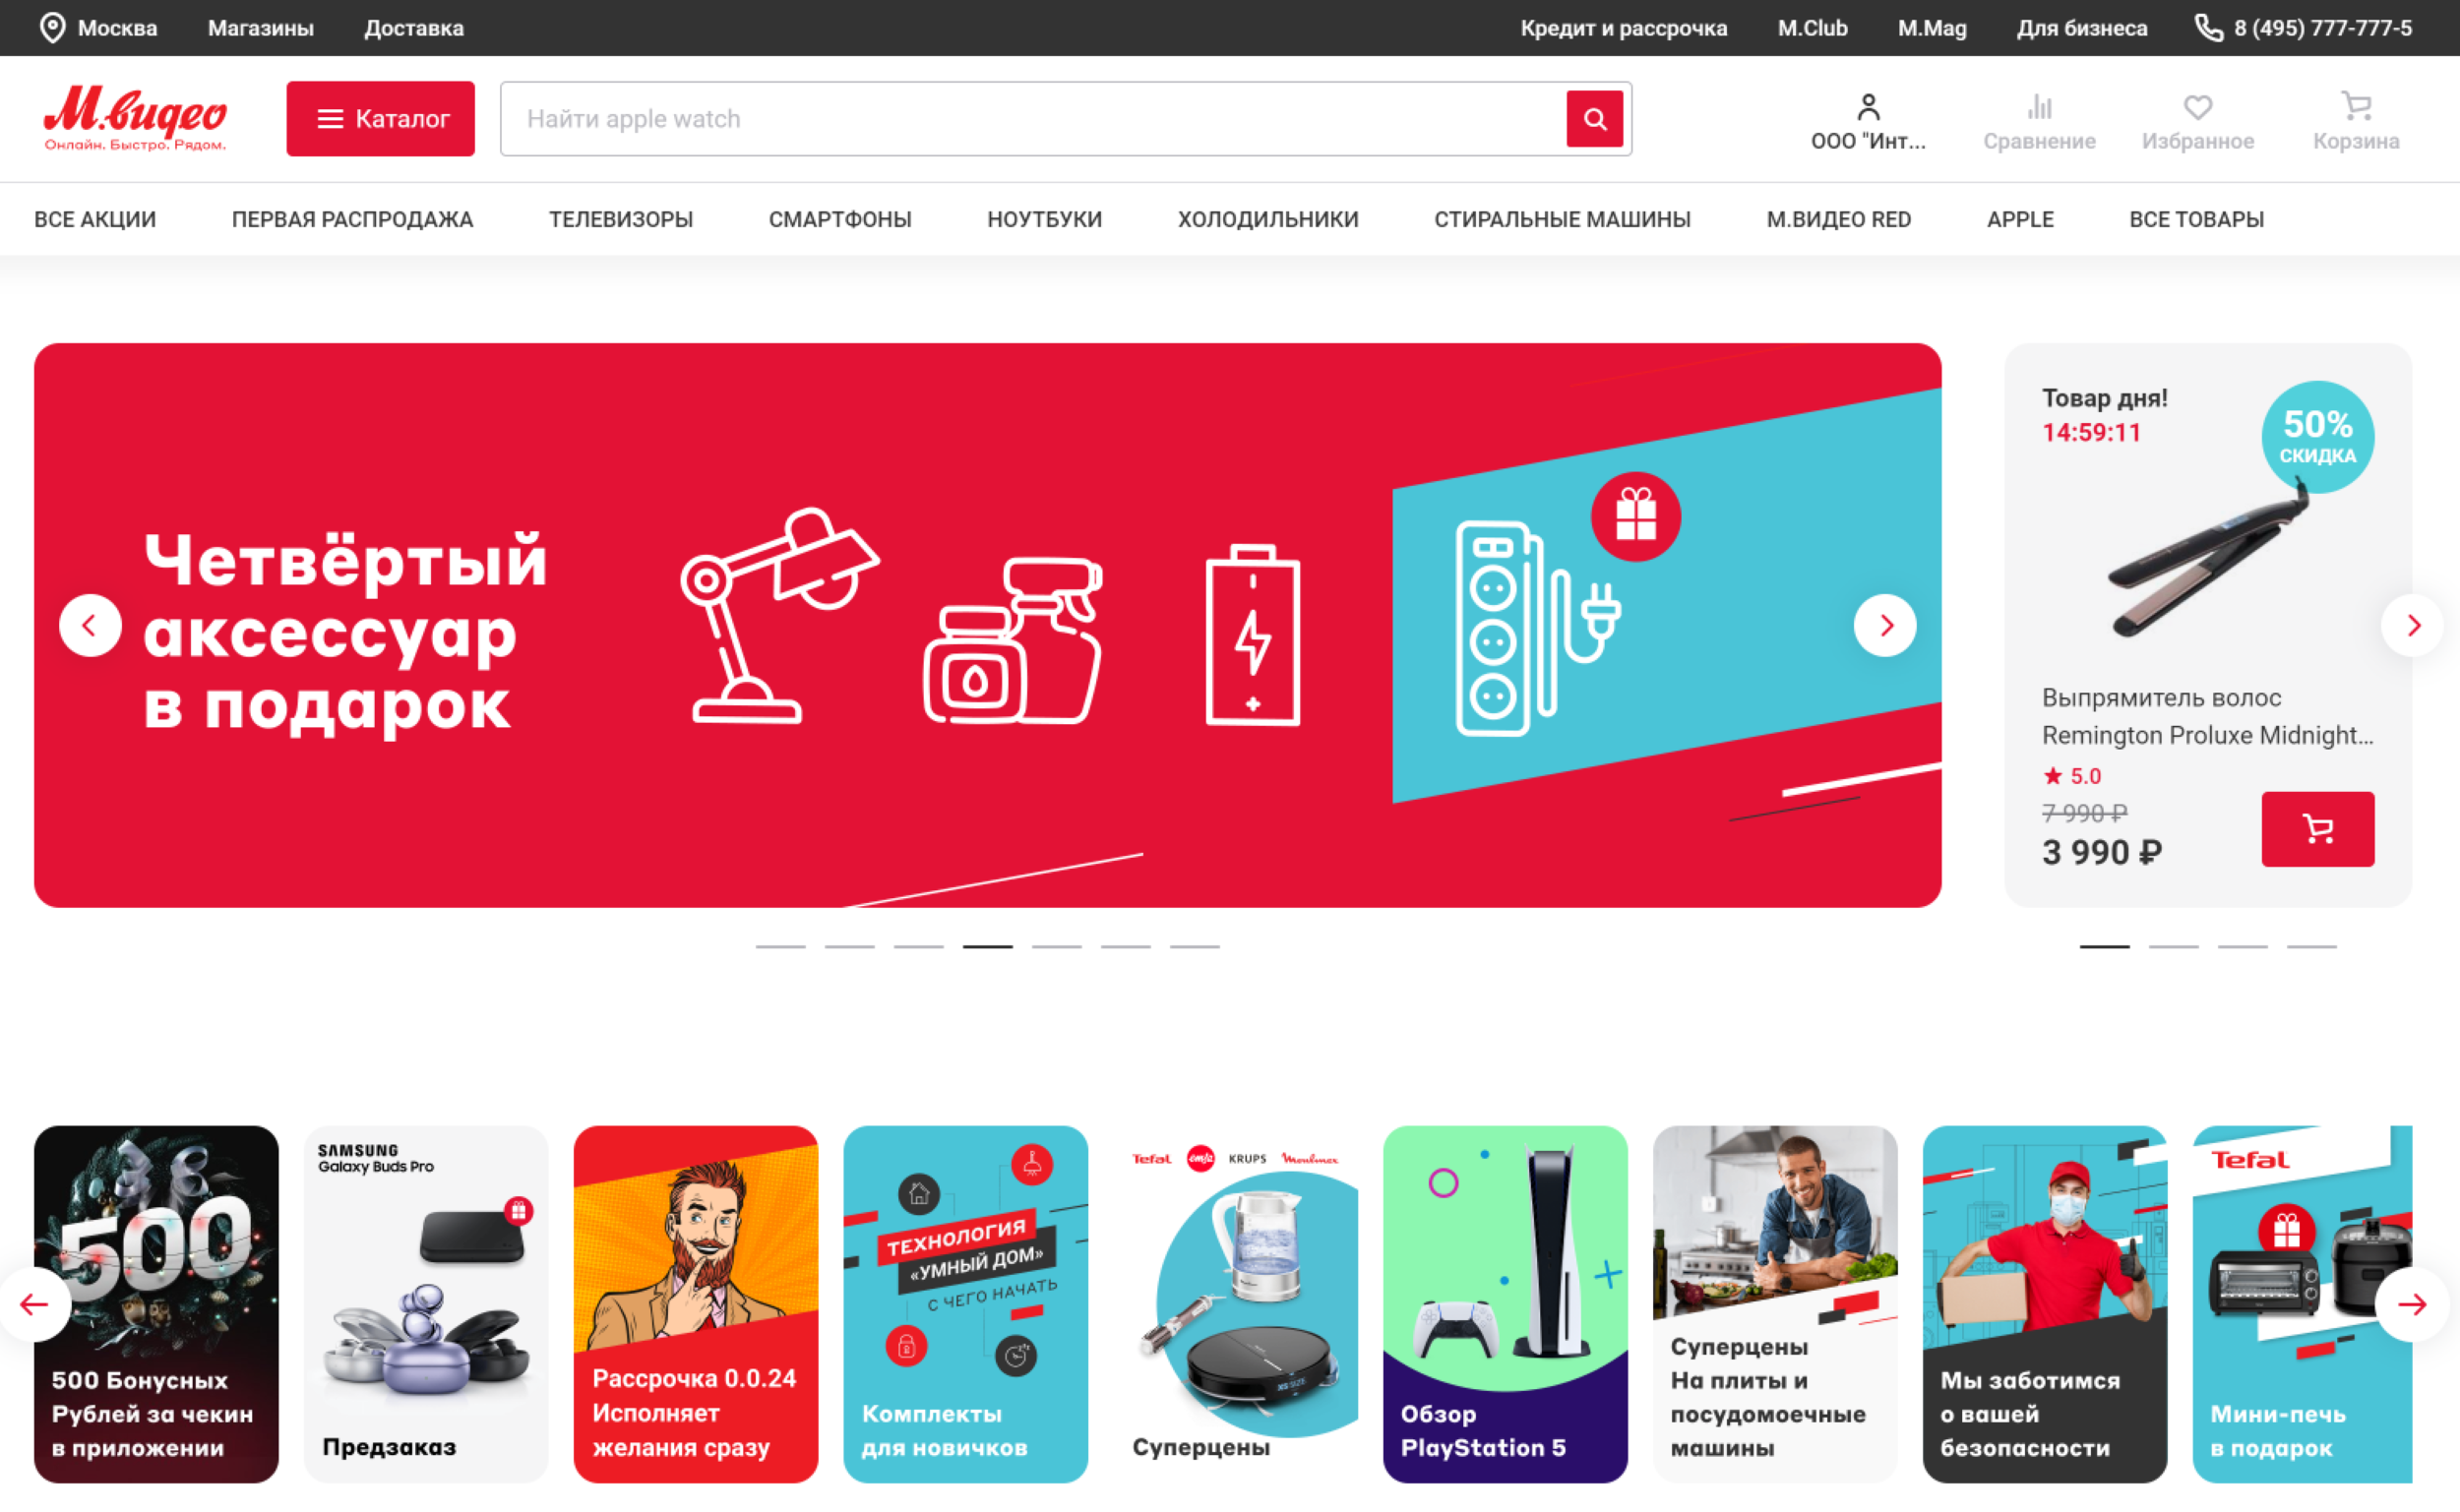 Москва
Магазины
Доставка
Кредит и рассрочка
M.Club
M.Mag
Для бизнеса
8 (495) 777-777-5
М.видео
Онлайн. Быстро. Рядом.
Каталог
Найти apple watch
ООО "Инт...
Сравнение
Избранное
Корзина
ВСЕ АКЦИИ
ПЕРВАЯ РАСПРОДАЖА
ТЕЛЕВИЗОРЫ
СМАРТФОНЫ
НОУТБУКИ
ХОЛОДИЛЬНИКИ
СТИРАЛЬНЫЕ МАШИНЫ
М.ВИДЕО RED
APPLE
ВСЕ ТОВАРЫ
Четвёртый
аксессуар
в подарок
Товар дня!
14:59:11
50%
СКИДКА
Выпрямитель волос
Remington Proluxe Midnight...
5.0
7 990 ₽
3 990 ₽
500
500 Бонусных
Рублей за чекин
в приложении
SAMSUNG
Galaxy Buds Pro
Предзаказ
Рассрочка 0.0.24
Исполняет
желания сразу
ТЕХНОЛОГИЯ
«УМНЫЙ ДОМ»
С ЧЕГО НАЧАТЬ
Комплекты
для новичков
Tefal
emsa
KRUPS
Moulinex
Суперцены
Обзор
PlayStation 5
Суперцены
На плиты и
посудомоечные
машины
Мы заботимся
о вашей
безопасности
Tefal
Мини-печь
в подарок